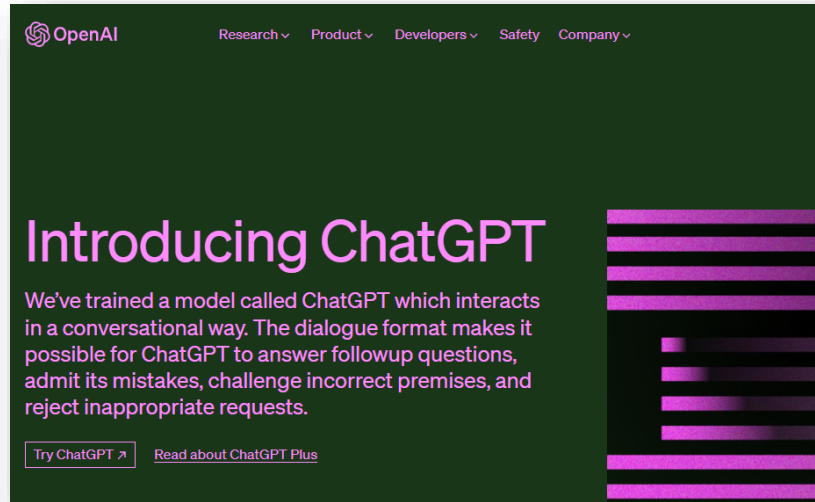 OpenAI
Research Product Developers Safety Company
Introducing ChatGPT
We’ve trained a model called ChatGPT which interacts
in a conversational way. The dialogue format makes it
possible for ChatGPT to answer followup questions,
admit its mistakes, challenge incorrect premises, and
reject inappropriate requests.
Try ChatGPT ↗ Read about ChatGPT Plus